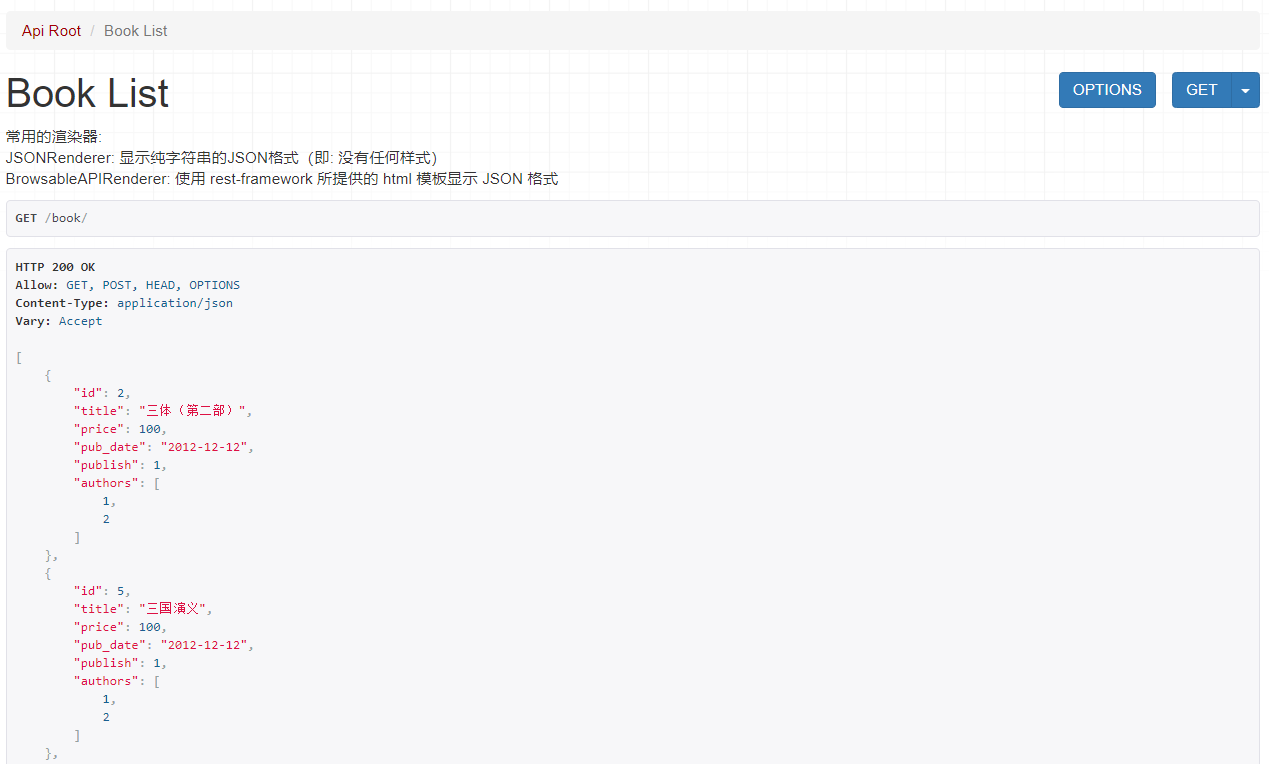 Api Root / Book List
Book List
OPTIONS
GET
常用的渲染器:
JSONRenderer: 显示纯字符串的JSON格式（即: 没有任何样式）
BrowsableAPIRenderer: 使用 rest-framework 所提供的 html 模板显示 JSON 格式
GET /book/
HTTP 200 OK
Allow: GET, POST, HEAD, OPTIONS
Content-Type: application/json
Vary: Accept
[
    {
        "id": 2,
        "title": "三体（第二部）",
        "price": 100,
        "pub_date": "2012-12-12",
        "publish": 1,
        "authors": [
            1,
            2
        ]
    },
    {
        "id": 5,
        "title": "三国演义",
        "price": 100,
        "pub_date": "2012-12-12",
        "publish": 1,
        "authors": [
            1,
            2
        ]
    },